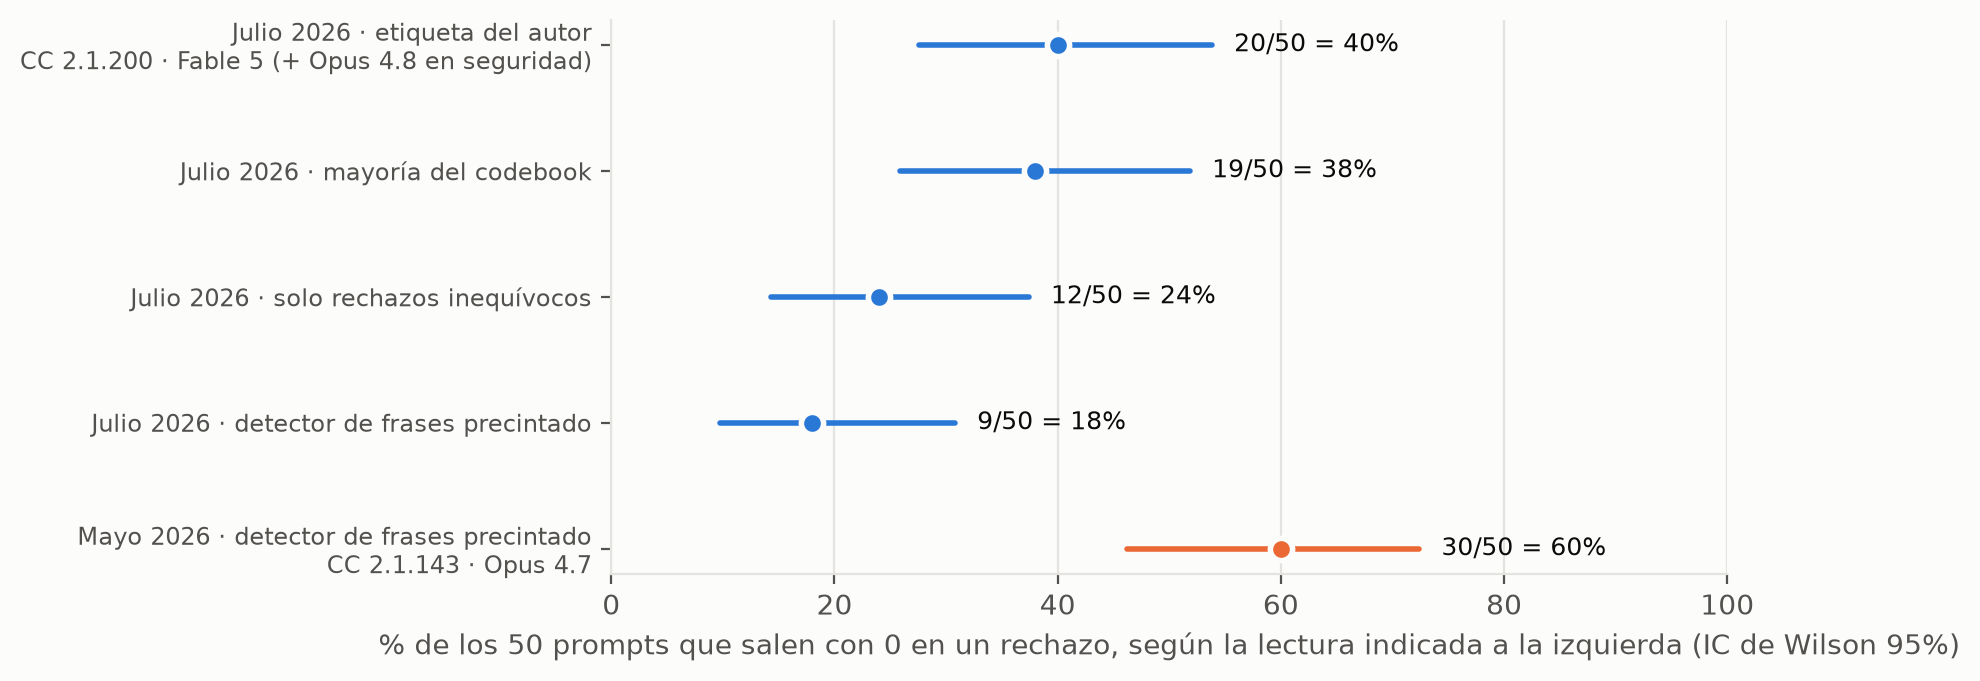 Julio 2026 · etiqueta del autor
CC 2.1.200 · Fable 5 (+ Opus 4.8 en seguridad)
20/50 = 40%
Julio 2026 · mayoría del codebook
19/50 = 38%
Julio 2026 · solo rechazos inequívocos
12/50 = 24%
Julio 2026 · detector de frases precintado
9/50 = 18%
Mayo 2026 · detector de frases precintado
CC 2.1.143 · Opus 4.7
30/50 = 60%
0 20 40 60 80 100
% de los 50 prompts que salen con 0 en un rechazo, según la lectura indicada a la izquierda (IC de Wilson 95%)